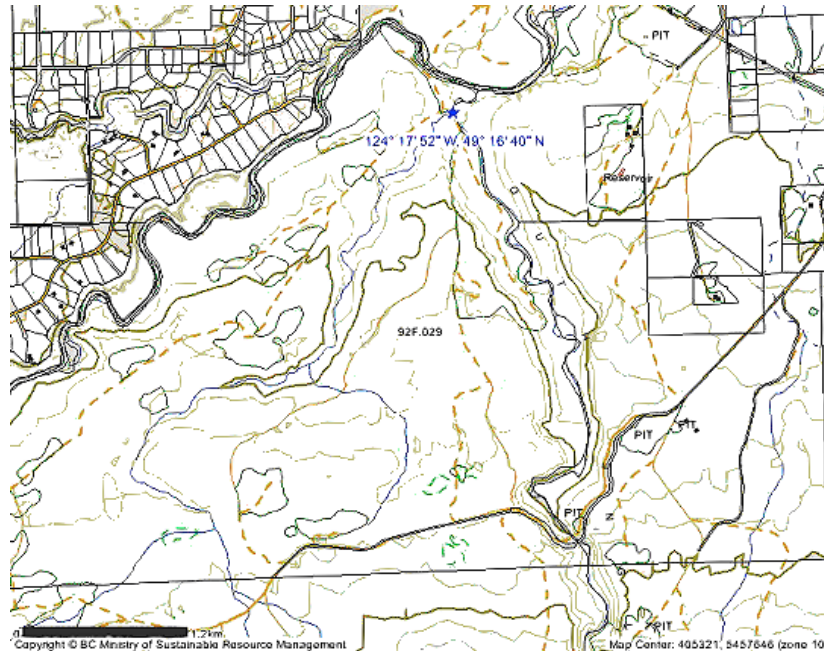 PIT
124° 17' 52" W, 49° 16' 40" N
Reservoir
92F.029
PIT
PIT
PIT
Z
PIT
0
1.2km
Copyright © BC Ministry of Sustainable Resource Management
Map Center: 405321, 5457646 (zone 10